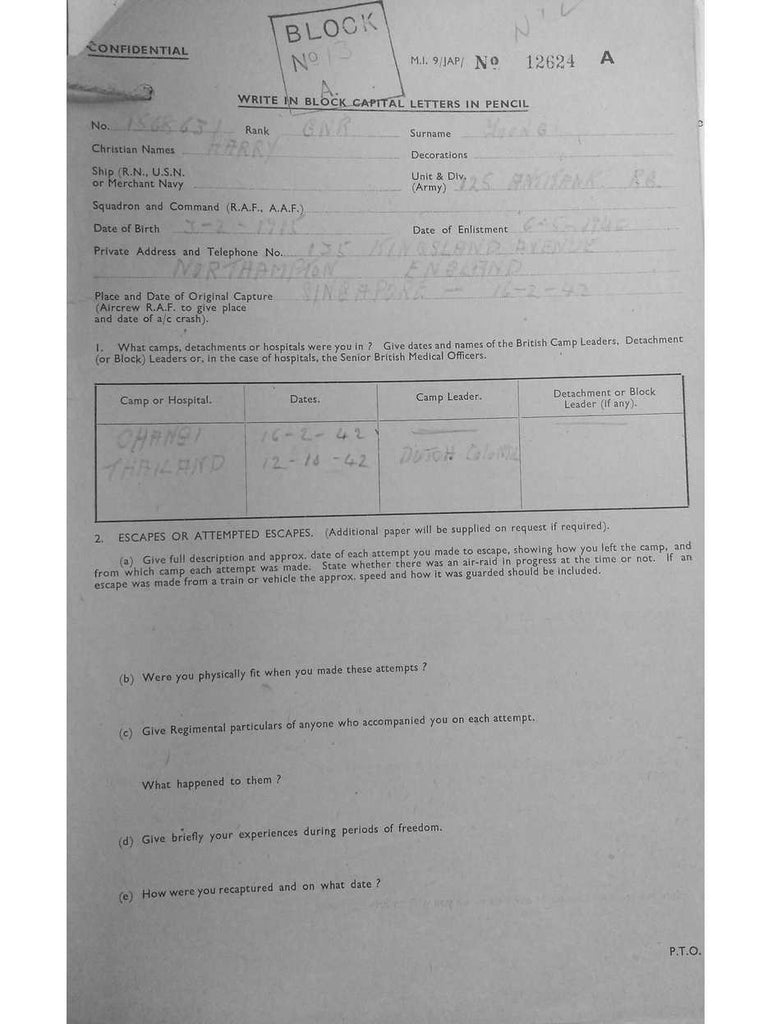 CONFIDENTIAL
BLOCK
No 13
A.
NIL
M.I. 9/JAP/ No 12624 A
WRITE IN BLOCK CAPITAL LETTERS IN PENCIL
No. Rank GNR Surname YOUNG
Christian Names HARRY Decorations
Ship (R.N., U.S.N. or Merchant Navy
Unit & Div. (Army) 125 ANTITANK RA.
Squadron and Command (R.A.F., A.A.F.)
Date of Birth Date of Enlistment
Private Address and Telephone No. 135 KINGSLAND AVENUE
NORTHAMPTON ENGLAND
Place and Date of Original Capture SINGAPORE — 16-2-42
(Aircrew R.A.F. to give place
and date of a/c crash).
1. What camps, detachments or hospitals were you in ? Give dates and names of the British Camp Leaders, Detachment
(or Block) Leaders or, in the case of hospitals, the Senior British Medical Officers.
Camp or Hospital. Dates. Camp Leader. Detachment or Block Leader (if any).
CHANGI 16-2-42
THAILAND 12-10-42 DUTCH COLONEL
2. ESCAPES OR ATTEMPTED ESCAPES. (Additional paper will be supplied on request if required).
(a) Give full description and approx. date of each attempt you made to escape, showing how you left the camp, and
from which camp each attempt was made. State whether there was an air-raid in progress at the time or not. If an
escape was made from a train or vehicle the approx. speed and how it was guarded should be included.
(b) Were you physically fit when you made these attempts ?
(c) Give Regimental particulars of anyone who accompanied you on each attempt.
What happened to them ?
(d) Give briefly your experiences during periods of freedom.
(e) How were you recaptured and on what date ?
P.T.O.